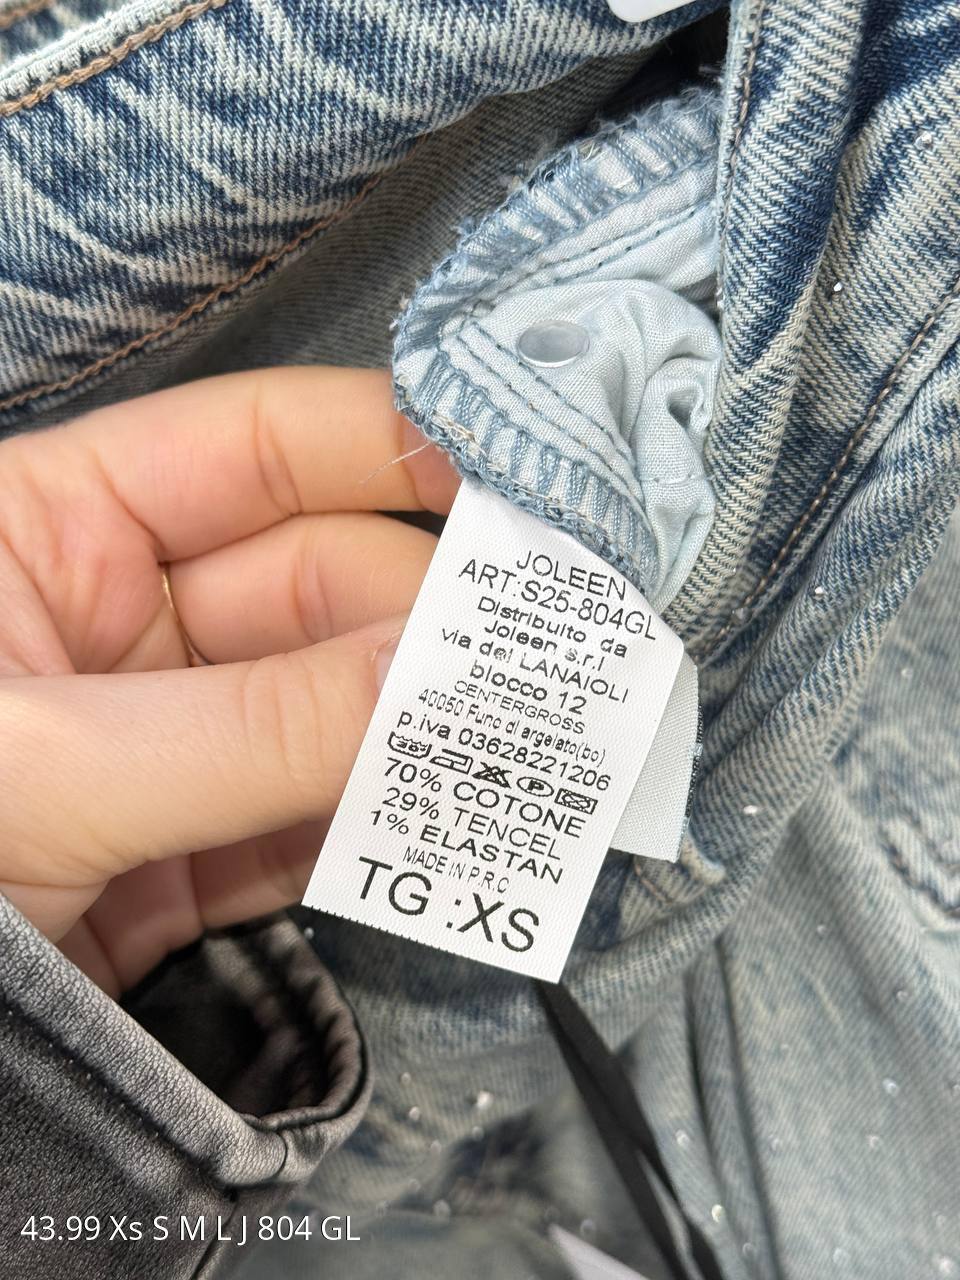 JOLEEN
ART:S25-804GL
Distribuito da
Joleen s.r.l
via dei LANAIOLI
blocco 12
CENTERGROSS
40050 Funo di argelato(bo)
p.iva 03628221206
70% COTONE
29% TENCEL
1% ELASTAN
MADE IN P.R.C
TG :XS
43.99 Xs S M L J 804 GL